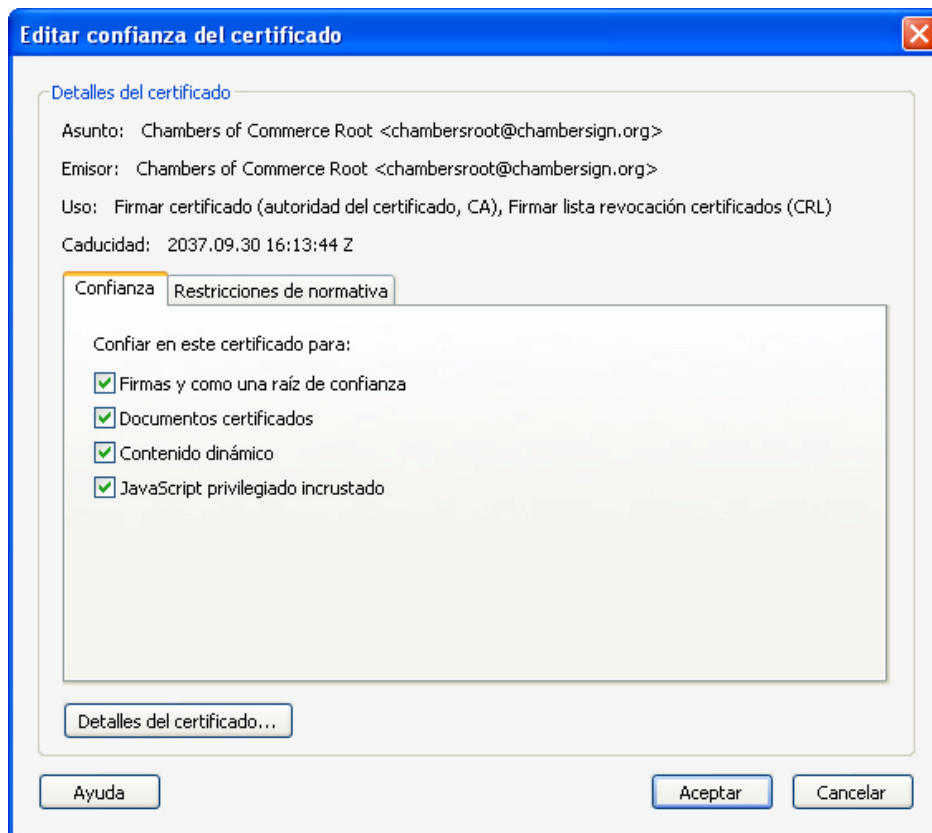 Editar confianza del certificado
Detalles del certificado
Asunto: Chambers of Commerce Root <chambersroot@chambersign.org>
Emisor: Chambers of Commerce Root <chambersroot@chambersign.org>
Uso: Firmar certificado (autoridad del certificado, CA), Firmar lista revocación certificados (CRL)
Caducidad: 2037.09.30 16:13:44 Z
Confianza Restricciones de normativa
Confiar en este certificado para:
Firmas y como una raíz de confianza
Documentos certificados
Contenido dinámico
JavaScript privilegiado incrustado
Detalles del certificado...
Ayuda Aceptar Cancelar